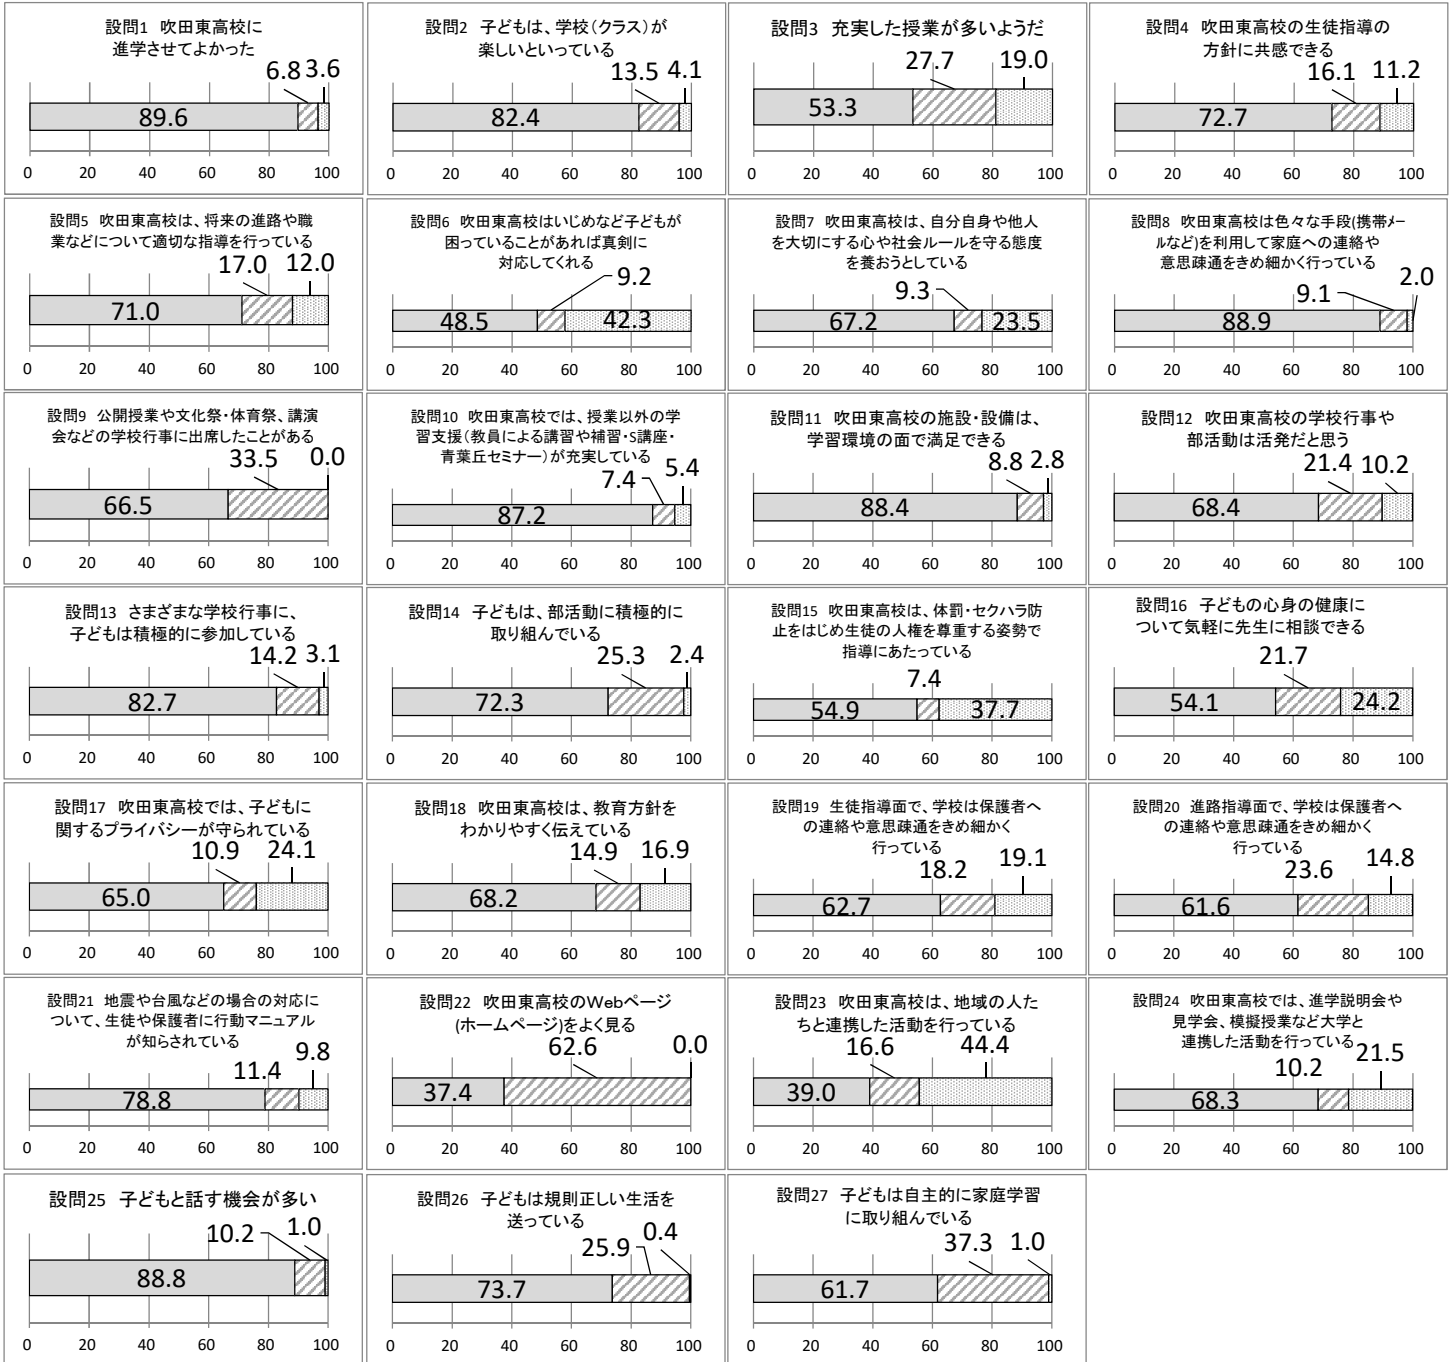 設問1　吹田東高校に
進学させてよかった
6.8 3.6
89.6
0 20 40 60 80 100
設問2　子どもは、学校(クラス)が
楽しいといっている
13.5 4.1
82.4
0 20 40 60 80 100
設問3　充実した授業が多いようだ
27.7 19.0
53.3
0 20 40 60 80 100
設問4　吹田東高校の生徒指導の
方針に共感できる
16.1 11.2
72.7
0 20 40 60 80 100
設問5　吹田東高校は、将来の進路や職
業などについて適切な指導を行っている
17.0 12.0
71.0
0 20 40 60 80 100
設問6　吹田東高校はいじめなど子どもが
困っていることがあれば真剣に
対応してくれる
9.2
48.5 42.3
0 20 40 60 80 100
設問7　吹田東高校は、自分自身や他人
を大切にする心や社会ルールを守る態度
を養おうとしている
9.3
67.2 23.5
0 20 40 60 80 100
設問8　吹田東高校は色々な手段(携帯ﾒｰ
ルなど)を利用して家庭への連絡や
意思疎通をきめ細かく行っている
9.1 2.0
88.9
0 20 40 60 80 100
設問9　公開授業や文化祭・体育祭、講演
会などの学校行事に出席したことがある
33.5 0.0
66.5
0 20 40 60 80 100
設問10　吹田東高校では、授業以外の学
習支援(教員による講習や補習・S講座・
青葉丘セミナー)が充実している
7.4 5.4
87.2
0 20 40 60 80 100
設問11　吹田東高校の施設・設備は、
学習環境の面で満足できる
8.8 2.8
88.4
0 20 40 60 80 100
設問12　吹田東高校の学校行事や
部活動は活発だと思う
21.4 10.2
68.4
0 20 40 60 80 100
設問13　さまざまな学校行事に、
子どもは積極的に参加している
14.2 3.1
82.7
0 20 40 60 80 100
設問14　子どもは、部活動に積極的に
取り組んでいる
25.3 2.4
72.3
0 20 40 60 80 100
設問15　吹田東高校は、体罰・セクハラ防
止をはじめ生徒の人権を尊重する姿勢で
指導にあたっている
7.4
54.9 37.7
0 20 40 60 80 100
設問16　子どもの心身の健康に
ついて気軽に先生に相談できる
21.7
54.1 24.2
0 20 40 60 80 100
設問17　吹田東高校では、子どもに
関するプライバシーが守られている
10.9 24.1
65.0
0 20 40 60 80 100
設問18　吹田東高校は、教育方針を
わかりやすく伝えている
14.9 16.9
68.2
0 20 40 60 80 100
設問19　生徒指導面で、学校は保護者へ
の連絡や意思疎通をきめ細かく
行っている
18.2 19.1
62.7
0 20 40 60 80 100
設問20　進路指導面で、学校は保護者へ
の連絡や意思疎通をきめ細かく
行っている
23.6 14.8
61.6
0 20 40 60 80 100
設問21　地震や台風などの場合の対応に
ついて、生徒や保護者に行動マニュアル
が知らされている
11.4 9.8
78.8
0 20 40 60 80 100
設問22　吹田東高校のWebページ
(ホームページ)をよく見る
62.6 0.0
37.4
0 20 40 60 80 100
設問23　吹田東高校は、地域の人た
ちと連携した活動を行っている
16.6 44.4
39.0
0 20 40 60 80 100
設問24　吹田東高校では、進学説明会や
見学会、模擬授業など大学と
連携した活動を行っている
10.2 21.5
68.3
0 20 40 60 80 100
設問25　子どもと話す機会が多い
10.2 1.0
88.8
0 20 40 60 80 100
設問26　子どもは規則正しい生活を
送っている
25.9 0.4
73.7
0 20 40 60 80 100
設問27　子どもは自主的に家庭学習
に取り組んでいる
37.3 1.0
61.7
0 20 40 60 80 100